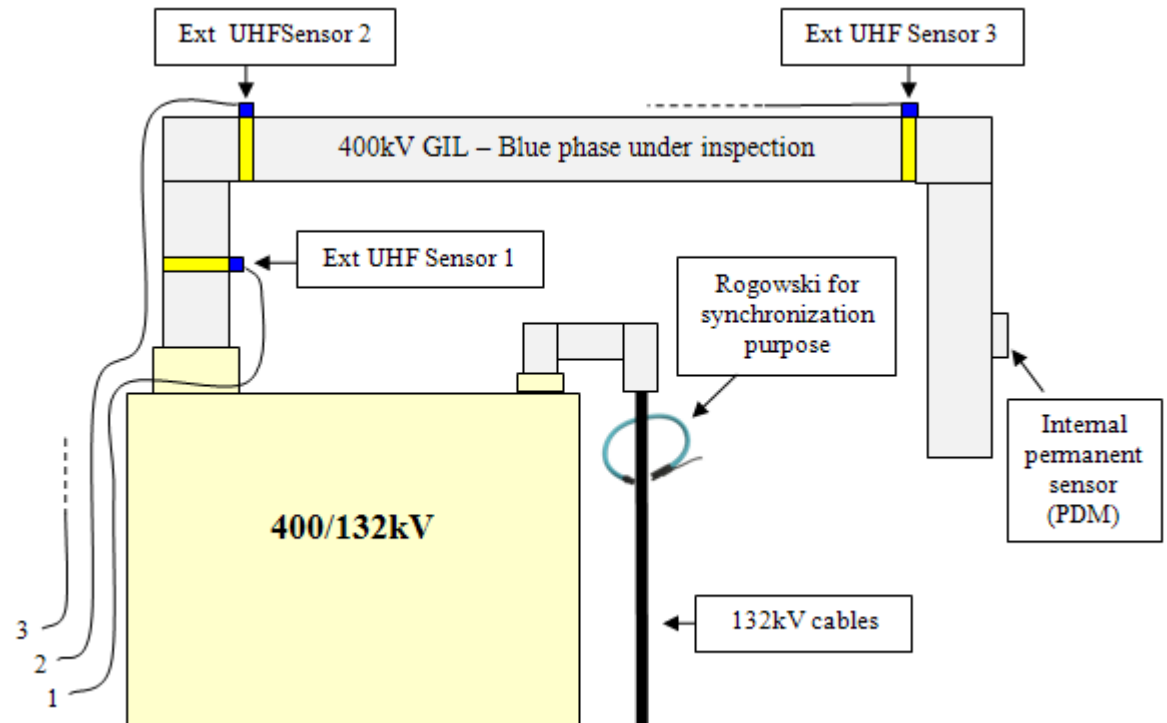 Ext UHFSensor 2
Ext UHF Sensor 3
400kV GIL – Blue phase under inspection
Ext UHF Sensor 1
Rogowski for
synchronization
purpose
Internal
permanent
sensor
(PDM)
400/132kV
132kV cables
3
2
1